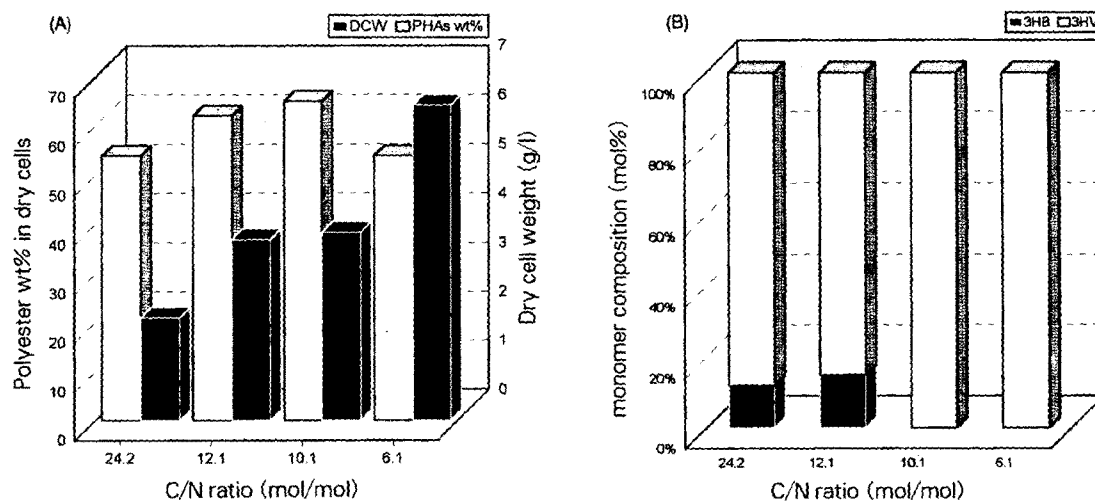 (A)
DCW PHAs wt%
Polyester wt% in dry cells
70
60
50
40
30
20
10
0
7
6
5
4
3
2
1
0
Dry cell weight (g/l)
24.2 12.1 10.1 6.1
C/N ratio (mol/mol)
(B)
3HB 3HV
monomer composition (mol%)
100%
80%
60%
40%
20%
0%
24.2 12.1 10.1 6.1
C/N ratio (mol/mol)